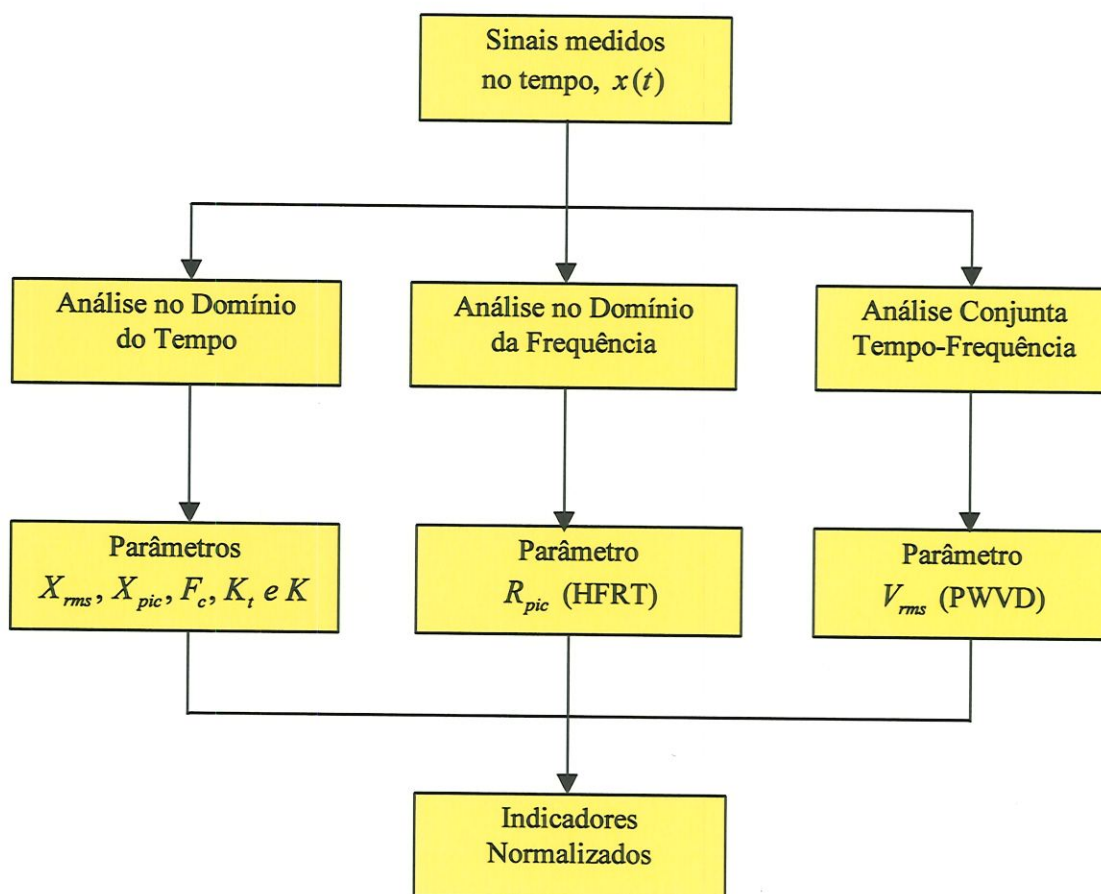 Sinais medidos
no tempo, x(t)
Análise no Domínio
do Tempo
Análise no Domínio
da Frequência
Análise Conjunta
Tempo-Frequência
Parâmetros
X_rms, X_pic, F_c, K_t e K
Parâmetro
R_pic (HFRT)
Parâmetro
V_rms (PWVD)
Indicadores
Normalizados